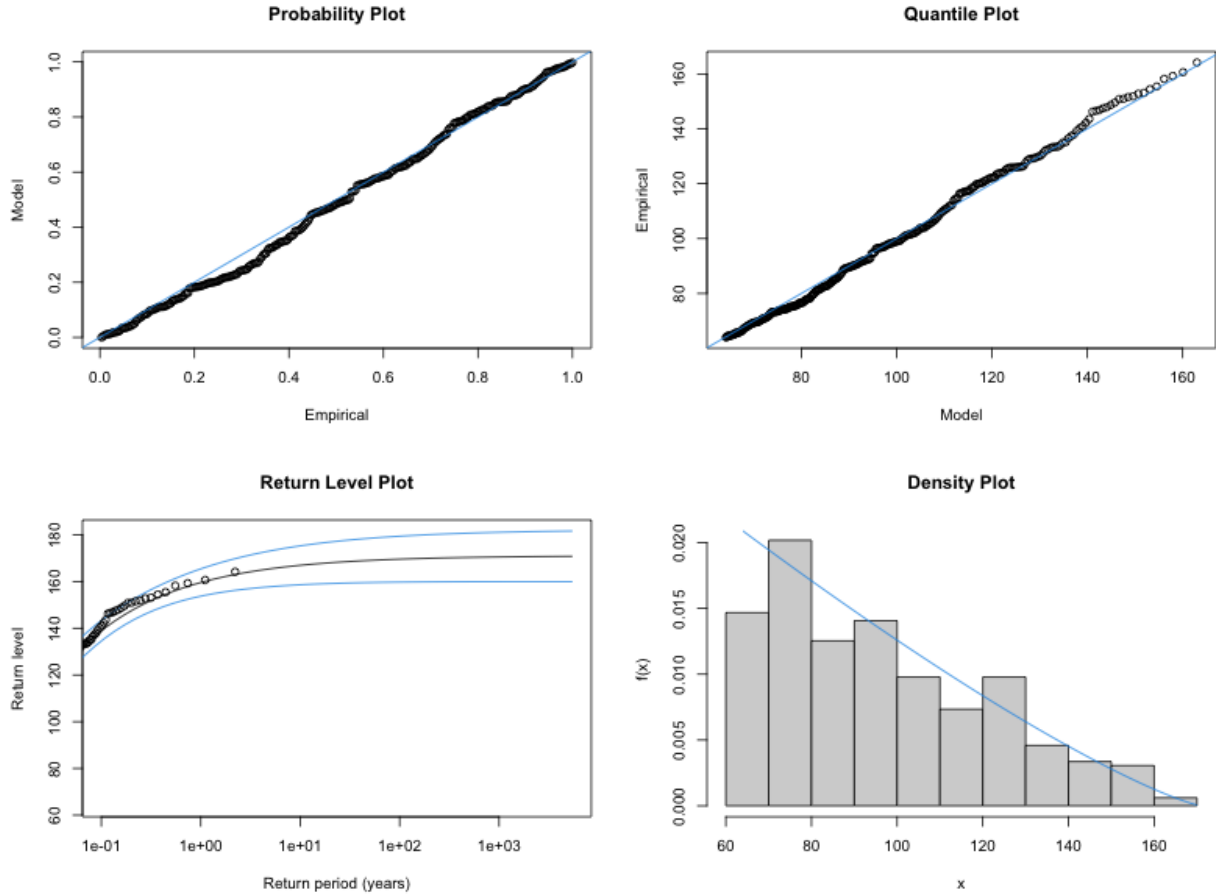 Probability Plot
Model
0.0 0.2 0.4 0.6 0.8 1.0
0.0 0.2 0.4 0.6 0.8 1.0
Empirical
Quantile Plot
Empirical
80 100 120 140 160
80 100 120 140 160
Model
Return Level Plot
Return level
60 80 100 120 140 160 180
1e-01 1e+00 1e+01 1e+02 1e+03
Return period (years)
Density Plot
f(x)
0.000 0.005 0.010 0.015 0.020
60 80 100 120 140 160
x